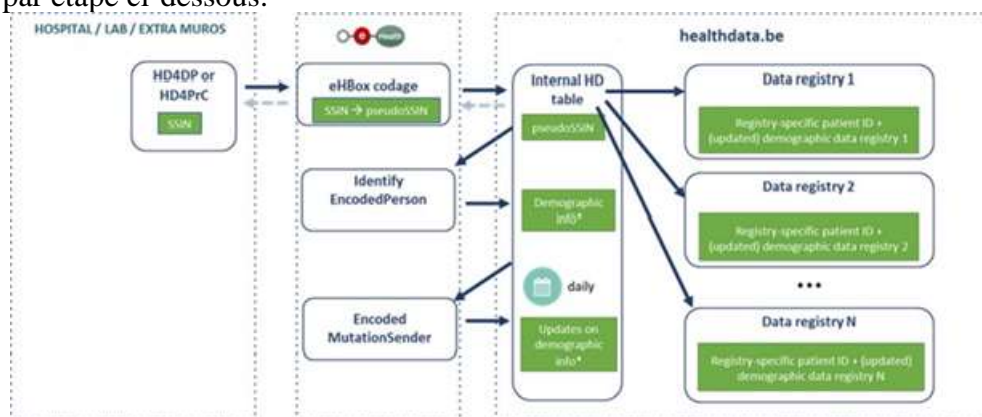 par étape ci-dessous:
HOSPITAL / LAB / EXTRA MUROS
healthdata.be
HD4DP or
HD4PrC
SSIN
eHBox codage
SSIN → pseudoSSIN
Internal HD
table
pseudoSSIN
Identify
EncodedPerson
Demographic
info*
daily
Encoded
MutationSender
Updates on
demographic
info*
Data registry 1
Registry-specific patient ID +
(updated) demographic data registry 1
Data registry 2
Registry-specific patient ID +
(updated) demographic data registry 2
•••
Data registry N
Registry-specific patient ID + (updated)
demographic data registry N